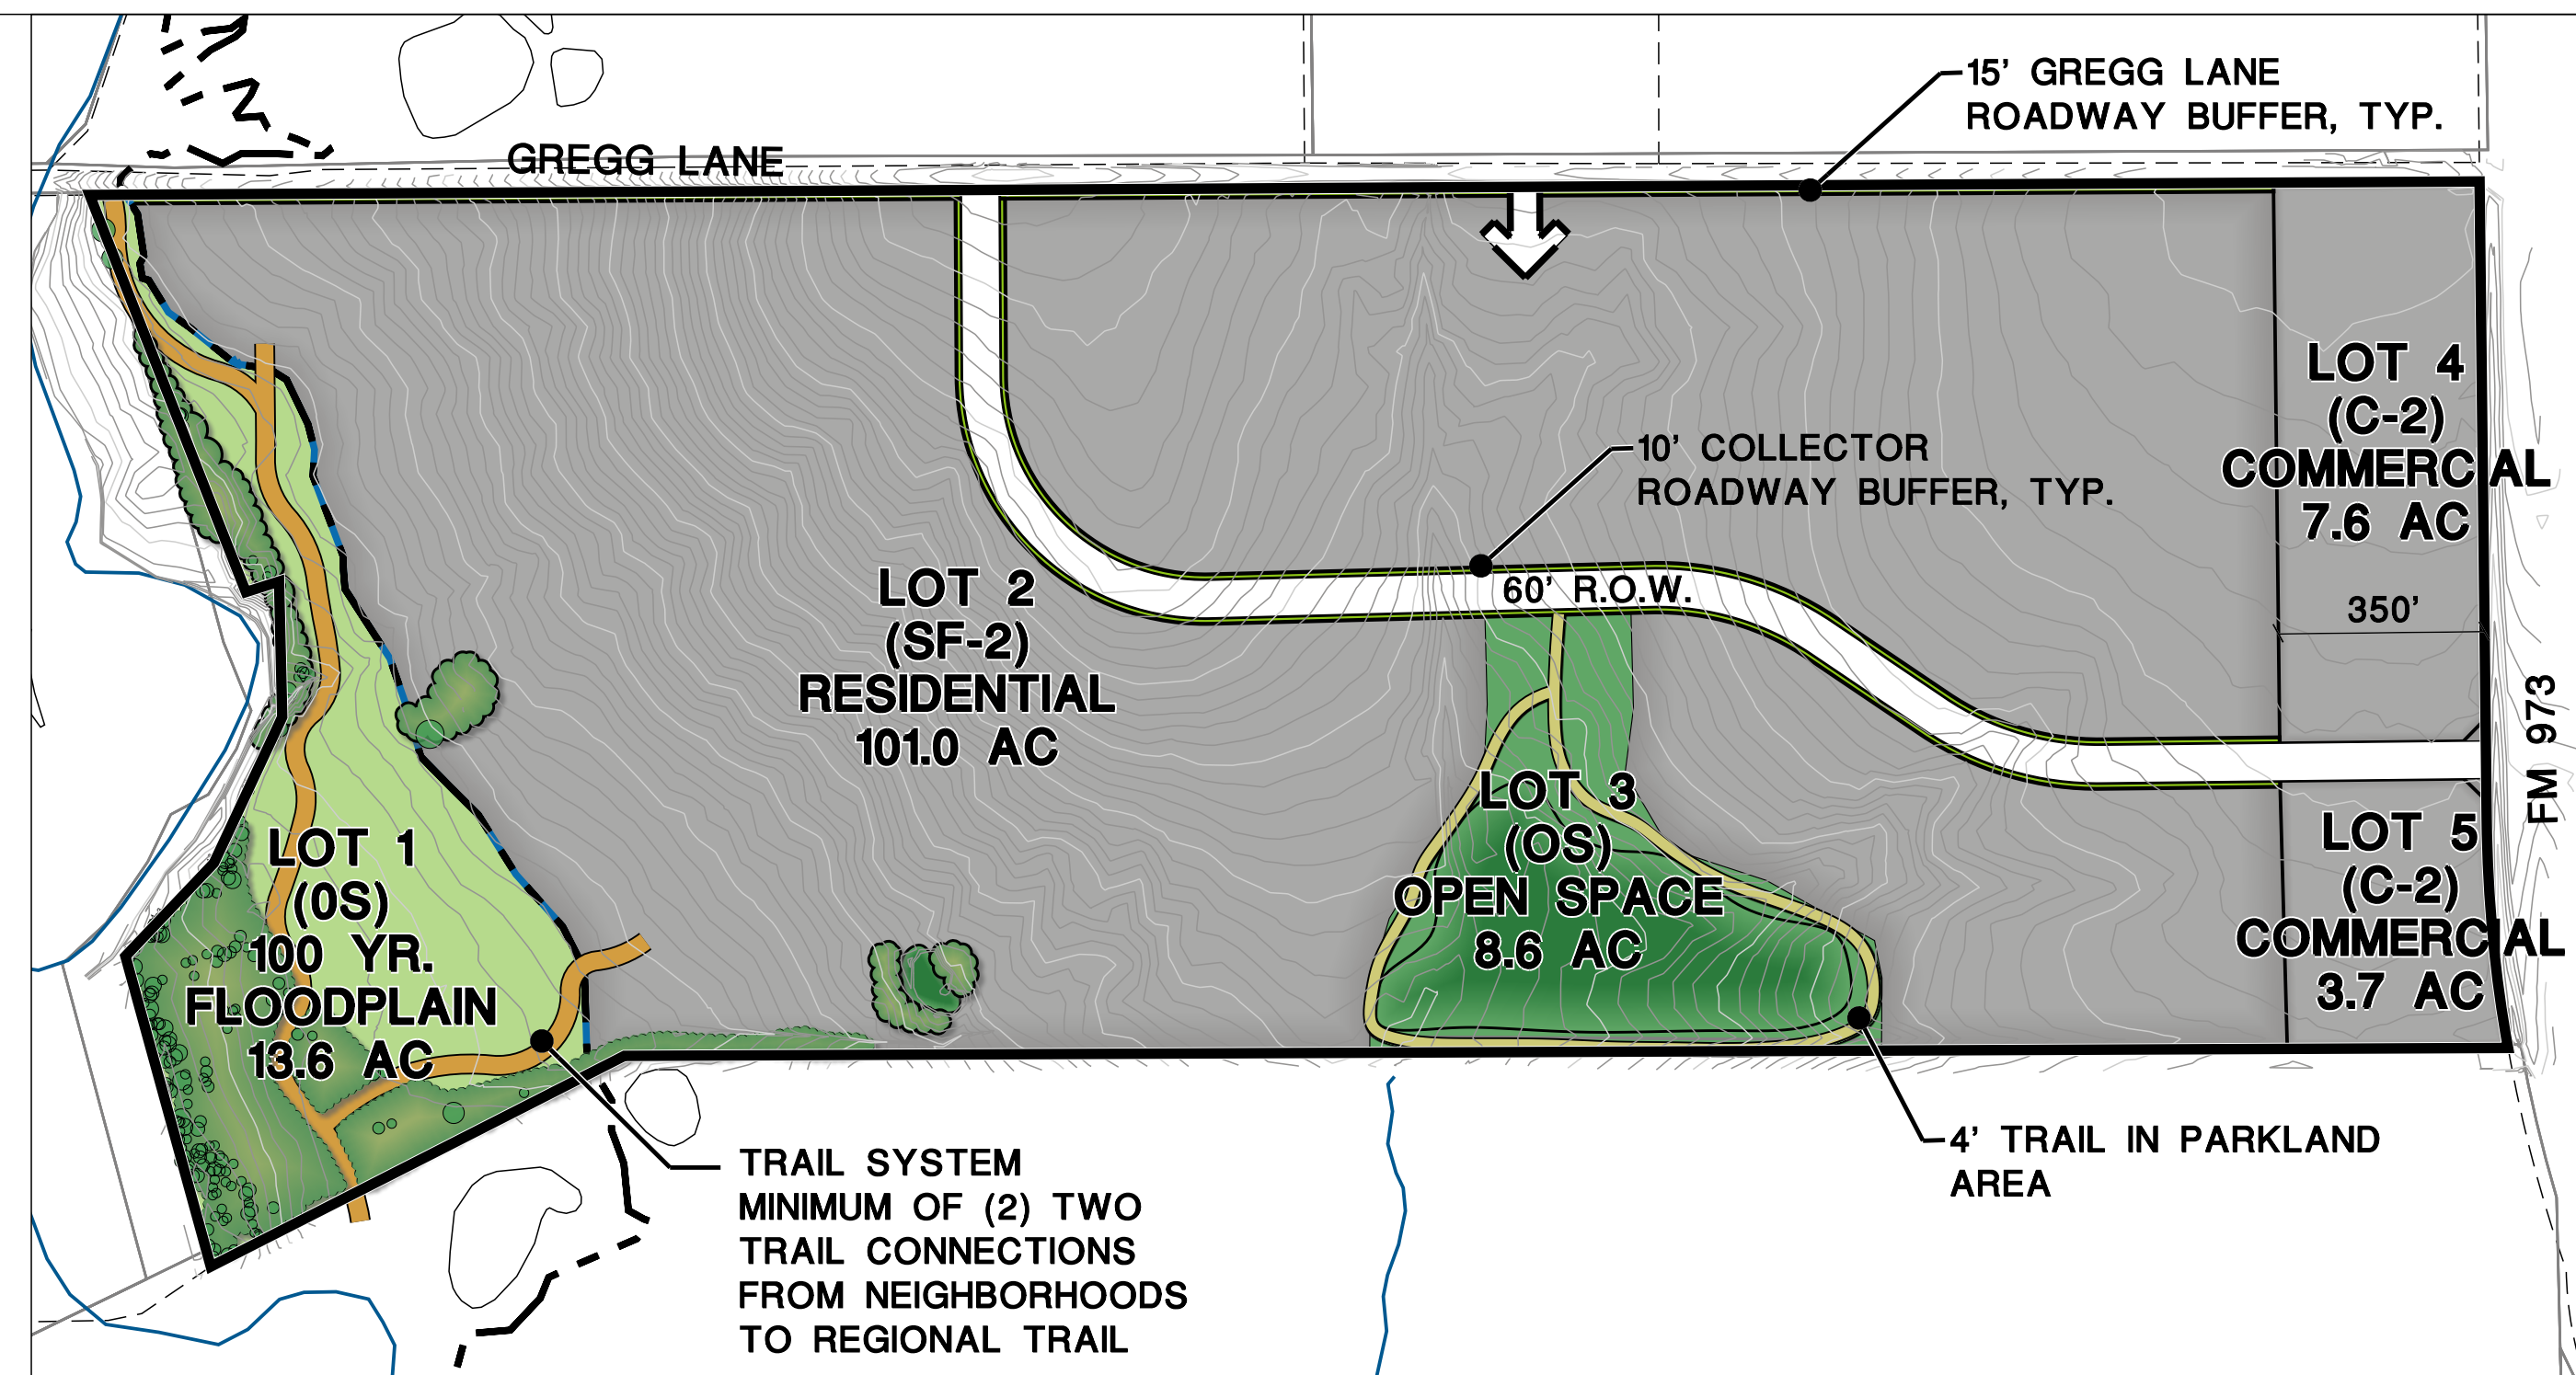 15' GREGG LANE
ROADWAY BUFFER, TYP.
GREGG LANE
LOT 4
(C-2)
COMMERCIAL
7.6 AC
350'
10' COLLECTOR
ROADWAY BUFFER, TYP.
60' R.O.W.
LOT 2
(SF-2)
RESIDENTIAL
101.0 AC
FM 973
LOT 3
(OS)
OPEN SPACE
8.6 AC
LOT 5
(C-2)
COMMERCIAL
3.7 AC
LOT 1
(0S)
100 YR.
FLOODPLAIN
13.6 AC
4' TRAIL IN PARKLAND
AREA
TRAIL SYSTEM
MINIMUM OF (2) TWO
TRAIL CONNECTIONS
FROM NEIGHBORHOODS
TO REGIONAL TRAIL